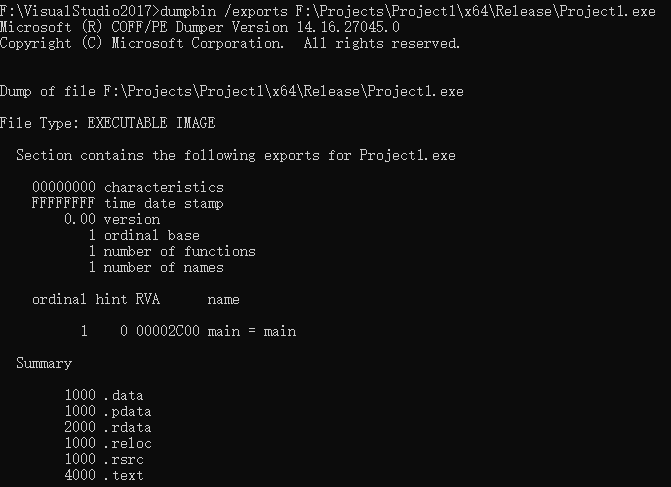 F:\VisualStudio2017>dumpbin /exports F:\Projects\Project1\x64\Release\Project1.exe
Microsoft (R) COFF/PE Dumper Version 14.16.27045.0
Copyright (C) Microsoft Corporation.  All rights reserved.
Dump of file F:\Projects\Project1\x64\Release\Project1.exe
File Type: EXECUTABLE IMAGE
Section contains the following exports for Project1.exe
00000000 characteristics
FFFFFFFF time date stamp
0.00 version
1 ordinal base
1 number of functions
1 number of names
ordinal hint RVA      name
1    0 00002C00 main = main
Summary
1000 .data
1000 .pdata
2000 .rdata
1000 .reloc
1000 .rsrc
4000 .text